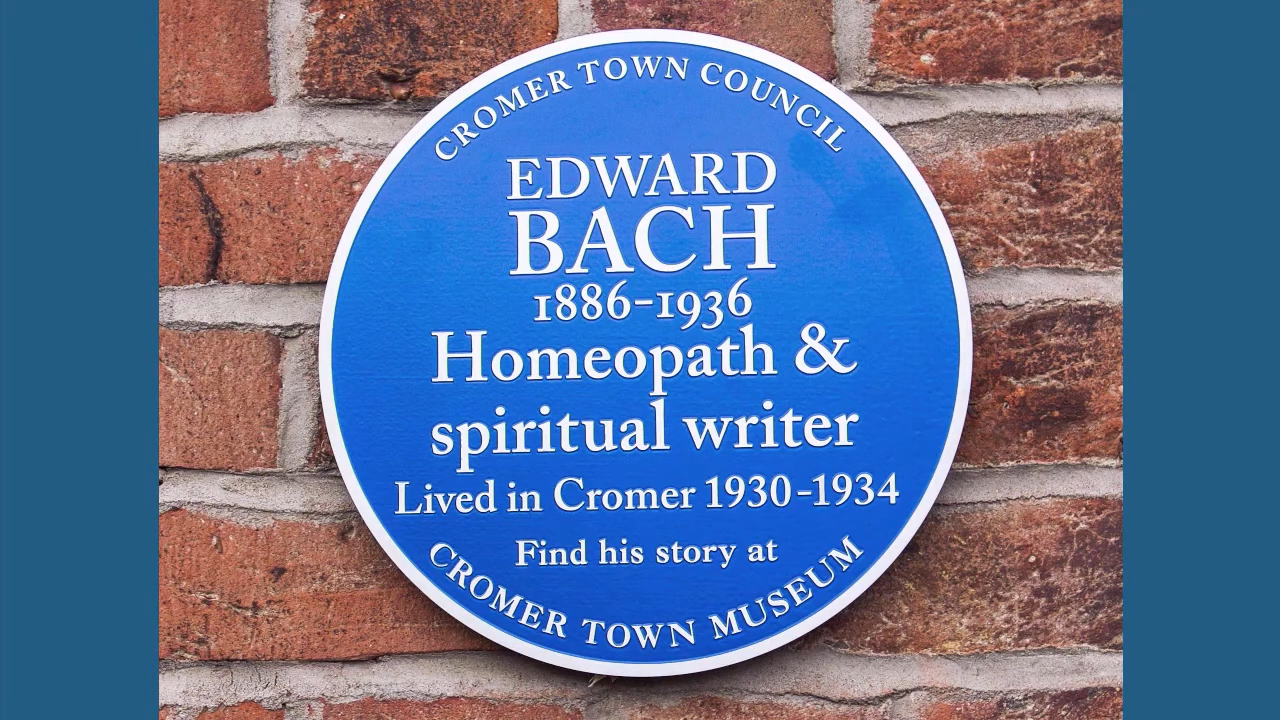 CROMER TOWN COUNCIL
EDWARD
BACH
1886-1936
Homeopath &
spiritual writer
Lived in Cromer 1930-1934
Find his story at
CROMER TOWN MUSEUM